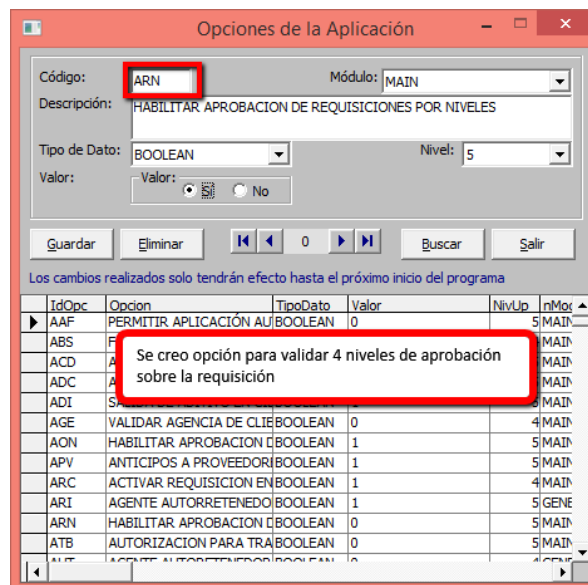 Opciones de la Aplicación
Código: ARN Módulo: MAIN
Descripción: HABILITAR APROBACION DE REQUISICIONES POR NIVELES
Tipo de Dato: BOOLEAN Nivel: 5
Valor: Valor:
Si No
Guardar Eliminar 0 Buscar Salir
Los cambios realizados solo tendrán efecto hasta el próximo inicio del programa
IdOpc Opcion TipoDato Valor NivUp nMod
AAF PERMITIR APLICACIÓN AU BOOLEAN 0 5 MAIN
ABS
Se creo opción para validar 4 niveles de aprobación
sobre la requisición
ACD MAIN
ADC MAIN
ADI MAIN
AGE VALIDAR AGENCIA DE CLIE BOOLEAN 0 4 MAIN
AON HABILITAR APROBACION D BOOLEAN 1 5 MAIN
APV ANTICIPOS A PROVEEDORI BOOLEAN 1 5 MAIN
ARC ACTIVAR REQUISICION EN BOOLEAN 1 4 MAIN
ARI AGENTE AUTORRETENEDO BOOLEAN 1 5 GENE
ARN HABILITAR APROBACION D BOOLEAN 0 5 MAIN
ATB AUTORIZACION PARA TRA BOOLEAN 0 5 MAIN